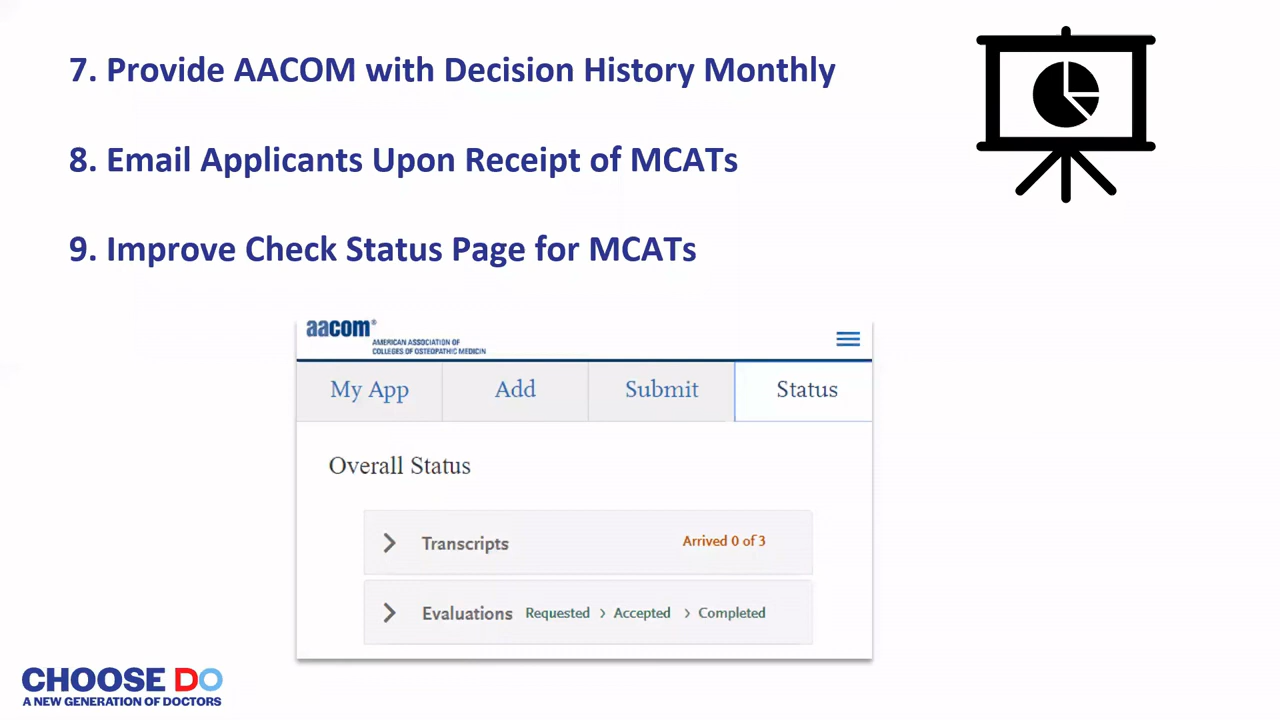 7. Provide AACOM with Decision History Monthly
8. Email Applicants Upon Receipt of MCATs
9. Improve Check Status Page for MCATs
aacom®
AMERICAN ASSOCIATION OF
COLLEGES OF OSTEOPATHIC MEDICIN
My App
Add
Submit
Status
Overall Status
Transcripts Arrived 0 of 3
Evaluations Requested > Accepted > Completed
CHOOSE DO
A NEW GENERATION OF DOCTORS